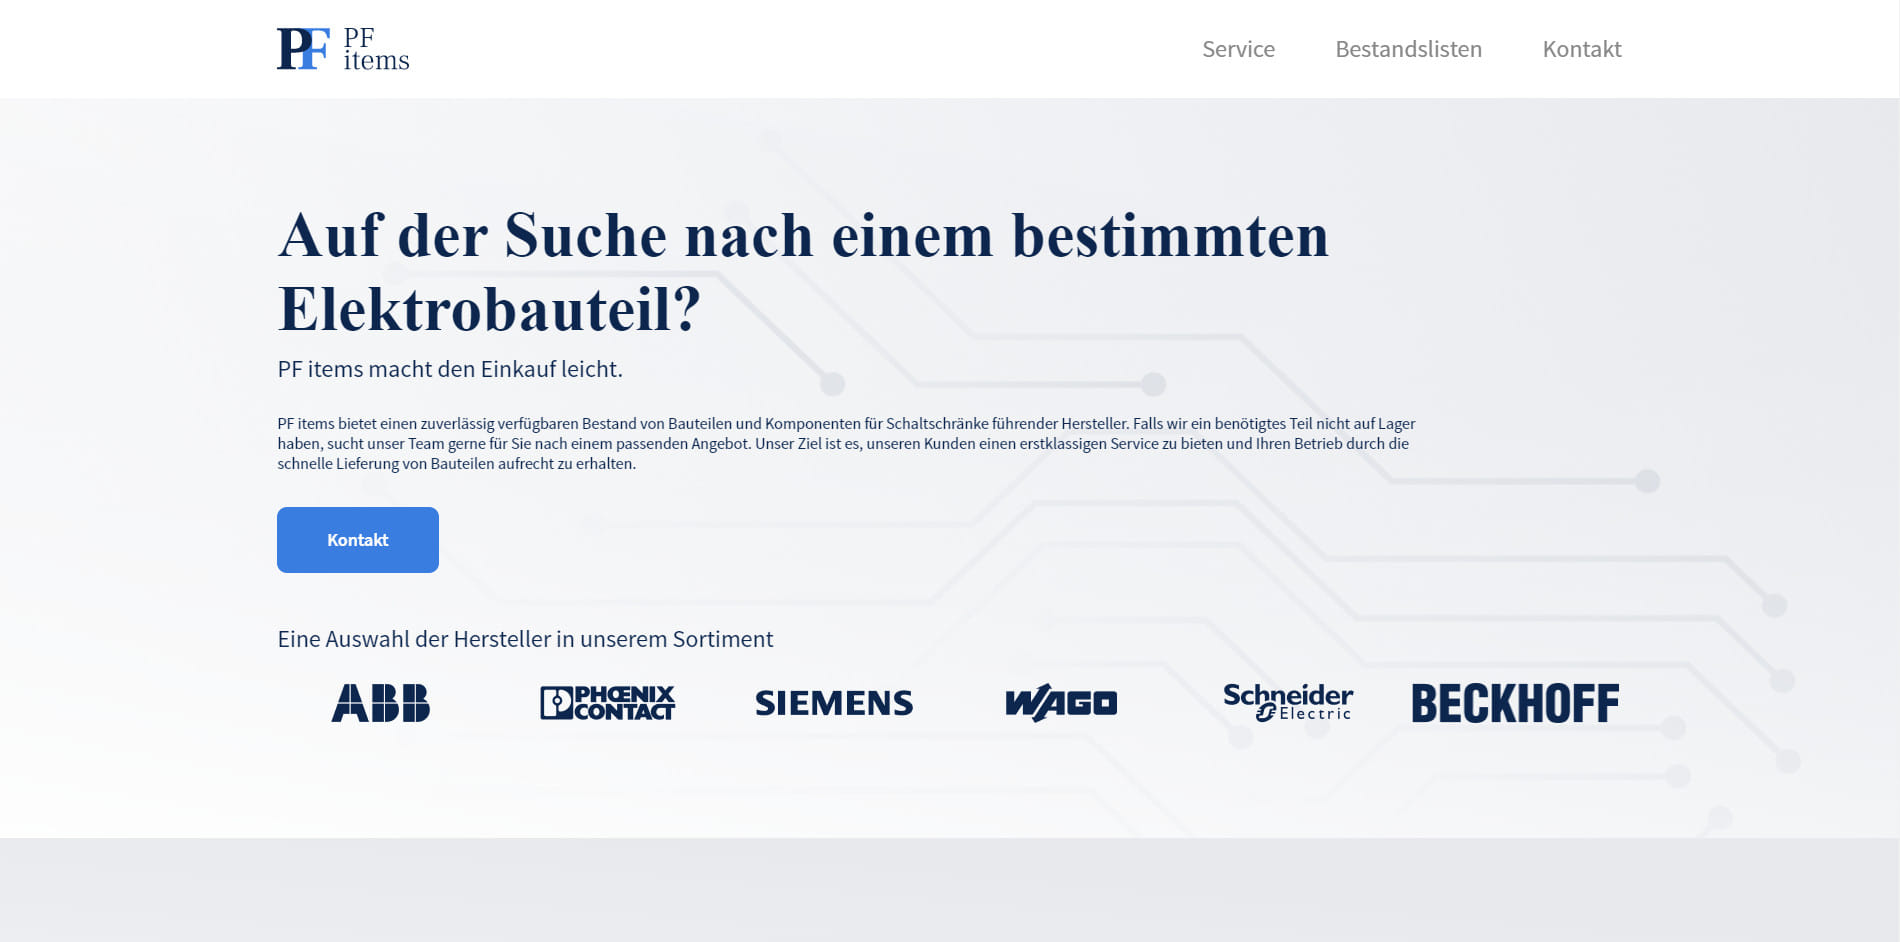 PF
PF
items
Service Bestandslisten Kontakt
Auf der Suche nach einem bestimmten
Elektrobauteil?
PF items macht den Einkauf leicht.
PF items bietet einen zuverlässig verfügbaren Bestand von Bauteilen und Komponenten für Schaltschränke führender Hersteller. Falls wir ein benötigtes Teil nicht auf Lager
haben, sucht unser Team gerne für Sie nach einem passenden Angebot. Unser Ziel ist es, unseren Kunden einen erstklassigen Service zu bieten und Ihren Betrieb durch die
schnelle Lieferung von Bauteilen aufrecht zu erhalten.
Kontakt
Eine Auswahl der Hersteller in unserem Sortiment
ABB
PHŒNIX
CONTACT
SIEMENS
WAGO
Schneider
Electric
BECKHOFF